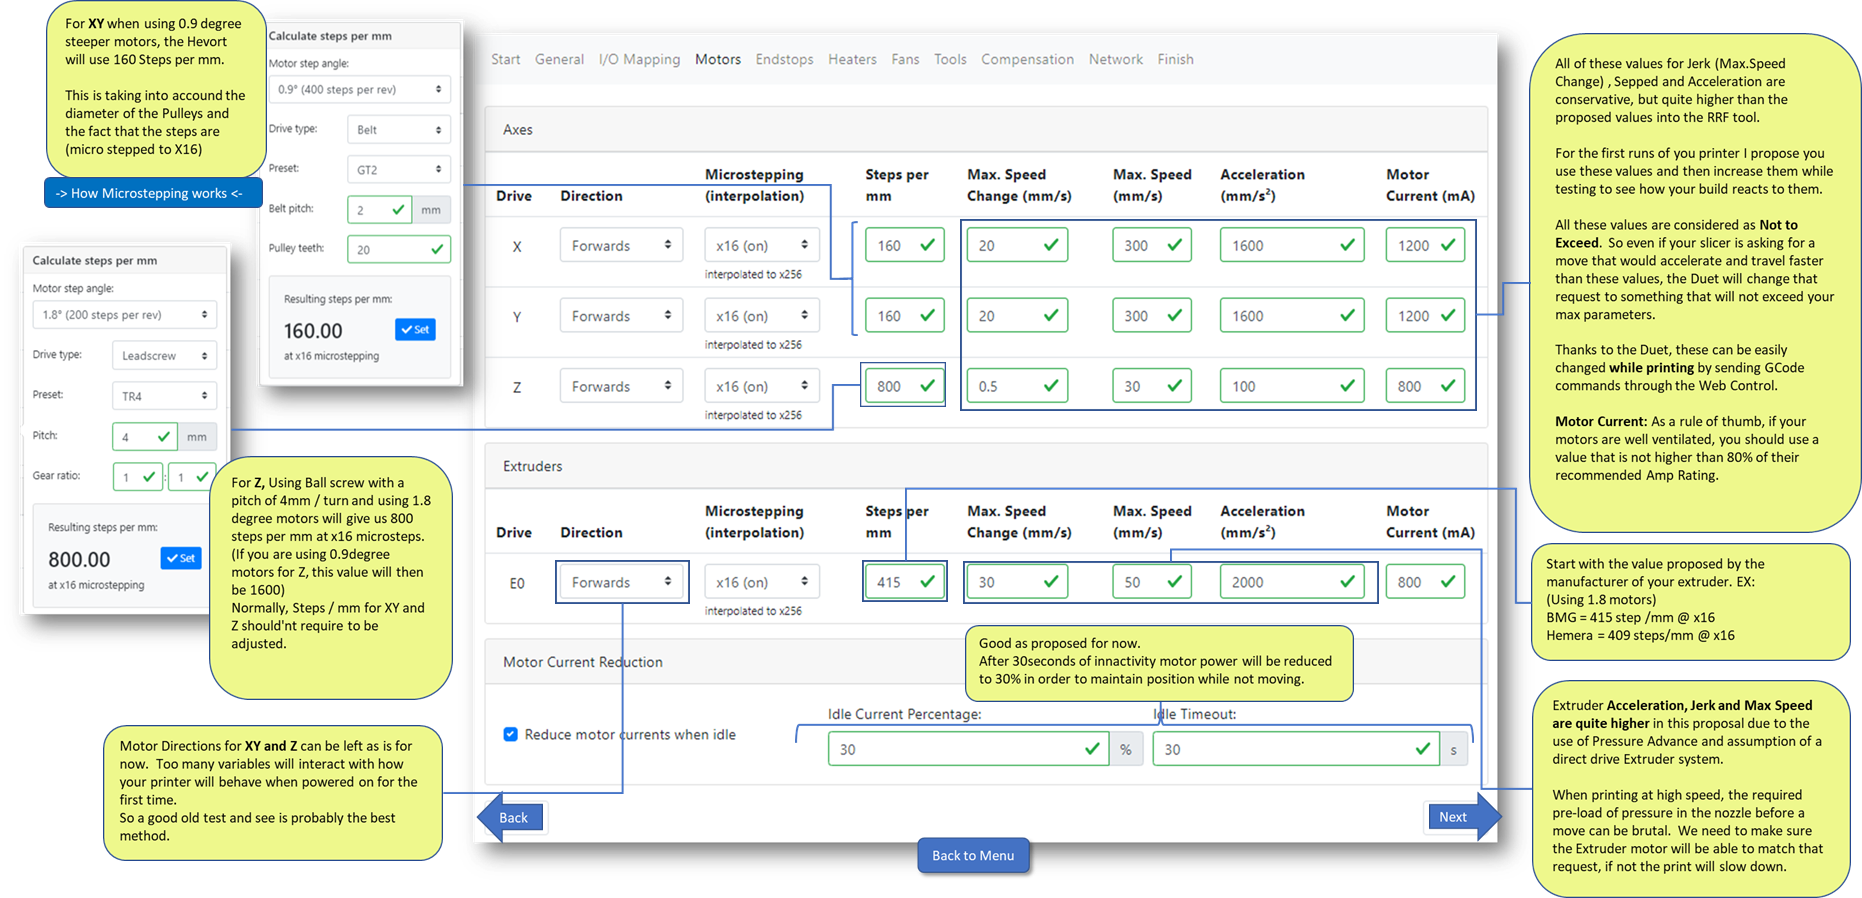 For XY when using 0.9 degree
steeper motors, the Hevort
will use 160 Steps per mm.
This is taking into accound the
diameter of the Pulleys and
the fact that the steps are
(micro stepped to X16)
-> How Microstepping works <-
Calculate steps per mm
Motor step angle:
0.9° (400 steps per rev)
Drive type:
Belt
Preset:
GT2
Belt pitch:
2
mm
Pulley teeth:
20
Resulting steps per mm:
160.00
Set
at x16 microstepping
Calculate steps per mm
Motor step angle:
1.8° (200 steps per rev)
Drive type:
Leadscrew
Preset:
TR4
Pitch:
4
mm
Gear ratio:
1 : 1
Resulting steps per mm:
800.00
Set
at x16 microstepping
For Z, Using Ball screw with a
pitch of 4mm / turn and using 1.8
degree motors will give us 800
steps per mm at x16 microsteps.
(If you are using 0.9degree
motors for Z, this value will then
be 1600)
Normally, Steps / mm for XY and
Z should'nt require to be
adjusted.
Motor Directions for XY and Z can be left as is for
now.  Too many variables will interact with how
your printer will behave when powered on for the
first time.
So a good old test and see is probably the best
method.
Start General I/O Mapping Motors Endstops Heaters Fans Tools Compensation Network Finish
Axes
Drive Direction Microstepping (interpolation) Steps per mm Max. Speed Change (mm/s) Max. Speed (mm/s) Acceleration (mm/s²) Motor Current (mA)
X Forwards x16 (on) 160 20 300 1600 1200
interpolated to x256
Y Forwards x16 (on) 160 20 300 1600 1200
interpolated to x256
Z Forwards x16 (on) 800 0.5 30 100 800
interpolated to x256
Extruders
Drive Direction Microstepping (interpolation) Steps per mm Max. Speed Change (mm/s) Max. Speed (mm/s) Acceleration (mm/s²) Motor Current (mA)
E0 Forwards x16 (on) 415 30 50 2000 800
interpolated to x256
Motor Current Reduction
Good as proposed for now.
After 30seconds of innactivity motor power will be reduced
to 30% in order to maintain position while not moving.
Reduce motor currents when idle
Idle Current Percentage:
30
%
Idle Timeout:
30
s
Back
Next
Back to Menu
All of these values for Jerk (Max.Speed
Change) , Sepped and Acceleration are
conservative, but quite higher than the
proposed values into the RRF tool.
For the first runs of you printer I propose you
use these values and then increase them while
testing to see how your build reacts to them.
All these values are considered as Not to
Exceed.  So even if your slicer is asking for a
move that would accelerate and travel faster
than these values, the Duet will change that
request to something that will not exceed your
max parameters.
Thanks to the Duet, these can be easily
changed while printing by sending GCode
commands through the Web Control.
Motor Current: As a rule of thumb, if your
motors are well ventilated, you should use a
value that is not higher than 80% of their
recommended Amp Rating.
Start with the value proposed by the
manufacturer of your extruder. EX:
(Using 1.8 motors)
BMG = 415 step /mm @ x16
Hemera = 409 steps/mm @ x16
Extruder Acceleration, Jerk and Max Speed
are quite higher in this proposal due to the
use of Pressure Advance and assumption of a
direct drive Extruder system.
When printing at high speed, the required
pre-load of pressure in the nozzle before a
move can be brutal.  We need to make sure
the Extruder motor will be able to match that
request, if not the print will slow down.